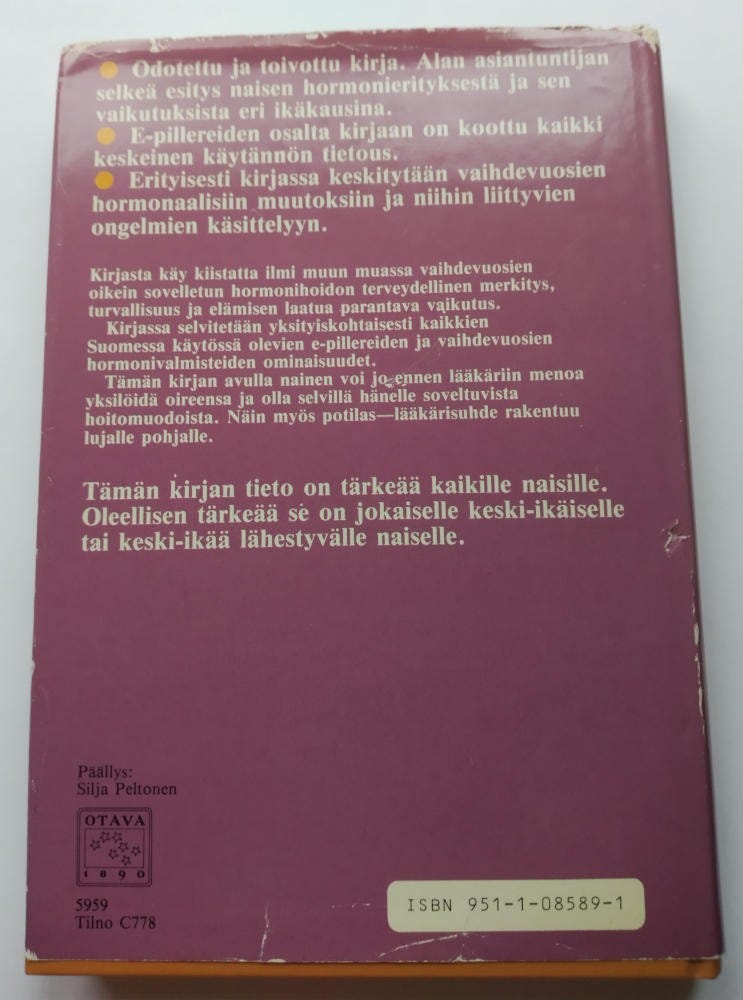 ● Odotettu ja toivottu kirja. Alan asiantuntijan
selkeä esitys naisen hormonierityksestä ja sen
vaikutuksista eri ikäkausina.
● E-pillereiden osalta kirjaan on koottu kaikki
keskeinen käytännön tietous.
● Erityisesti kirjassa keskitytään vaihdevuosien
hormonaalisiin muutoksiin ja niihin liittyvien
ongelmien käsittelyyn.
Kirjasta käy kiistatta ilmi muun muassa vaihdevuosien
oikein sovelletun hormonihoidon terveydellinen merkitys,
turvallisuus ja elämisen laatua parantava vaikutus.
Kirjassa selvitetään yksityiskohtaisesti kaikkien
Suomessa käytössä olevien e-pillereiden ja vaihdevuosien
hormonivalmisteiden ominaisuudet.
Tämän kirjan avulla nainen voi jo ennen lääkäriin menoa
yksilöidä oireensa ja olla selvillä hänelle soveltuvista
hoitomuodoista. Näin myös potilas—lääkärisuhde rakentuu
lujalle pohjalle.
Tämän kirjan tieto on tärkeää kaikille naisille.
Oleellisen tärkeää se on jokaiselle keski-ikäiselle
tai keski-ikää lähestyvälle naiselle.
Päällys:
Silja Peltonen
OTAVA
1890
5959
Tilno C778
ISBN 951-1-08589-1